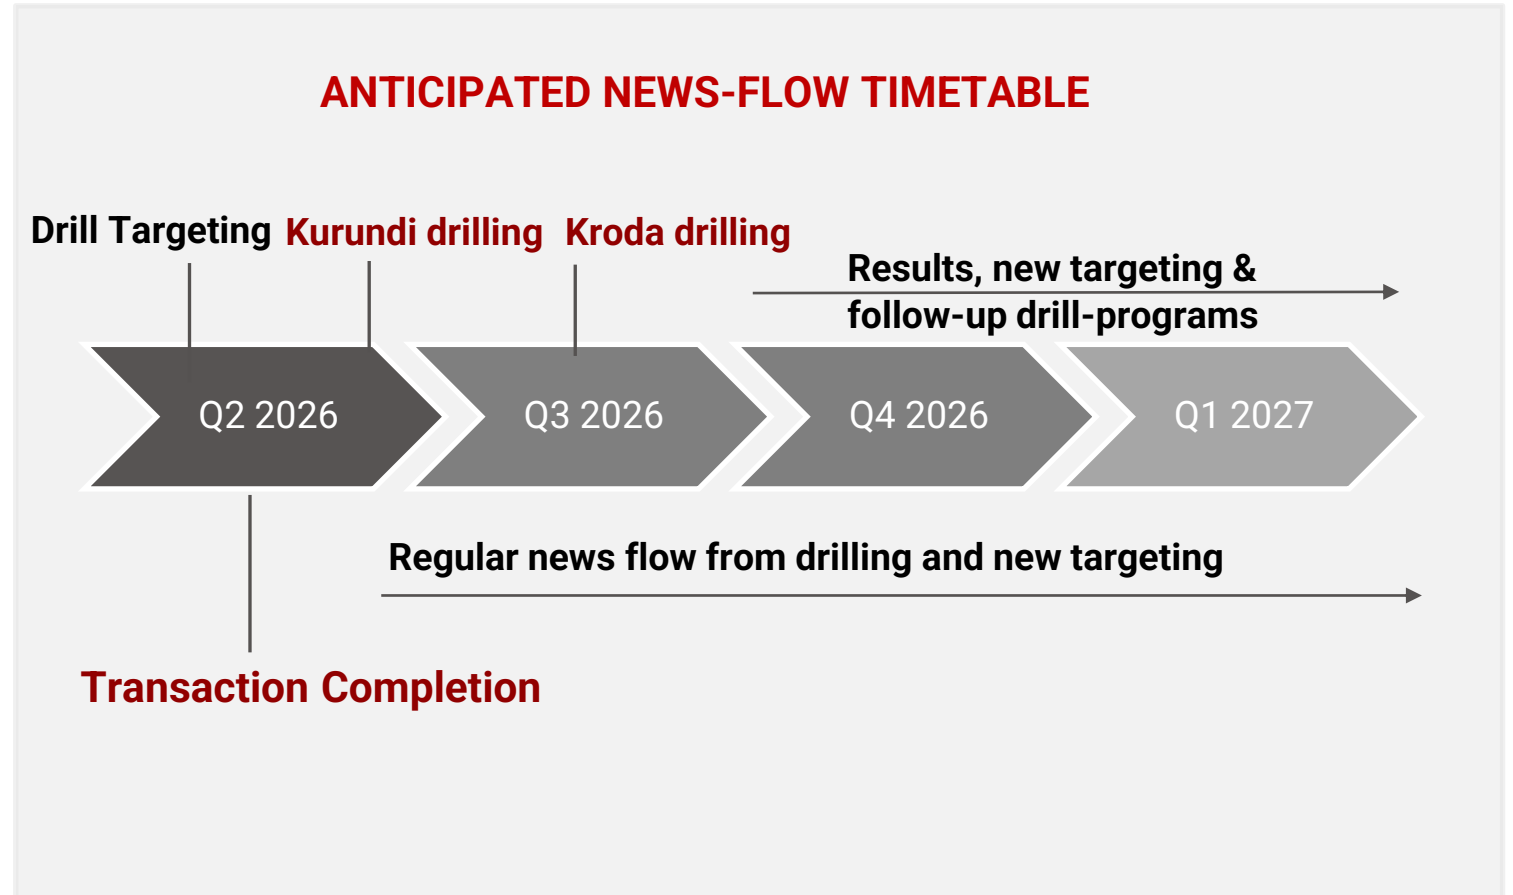 ANTICIPATED NEWS-FLOW TIMETABLE
Drill Targeting
Kurundi drilling
Kroda drilling
Results, new targeting &
follow-up drill-programs
Q2 2026
Q3 2026
Q4 2026
Q1 2027
Regular news flow from drilling and new targeting
Transaction Completion